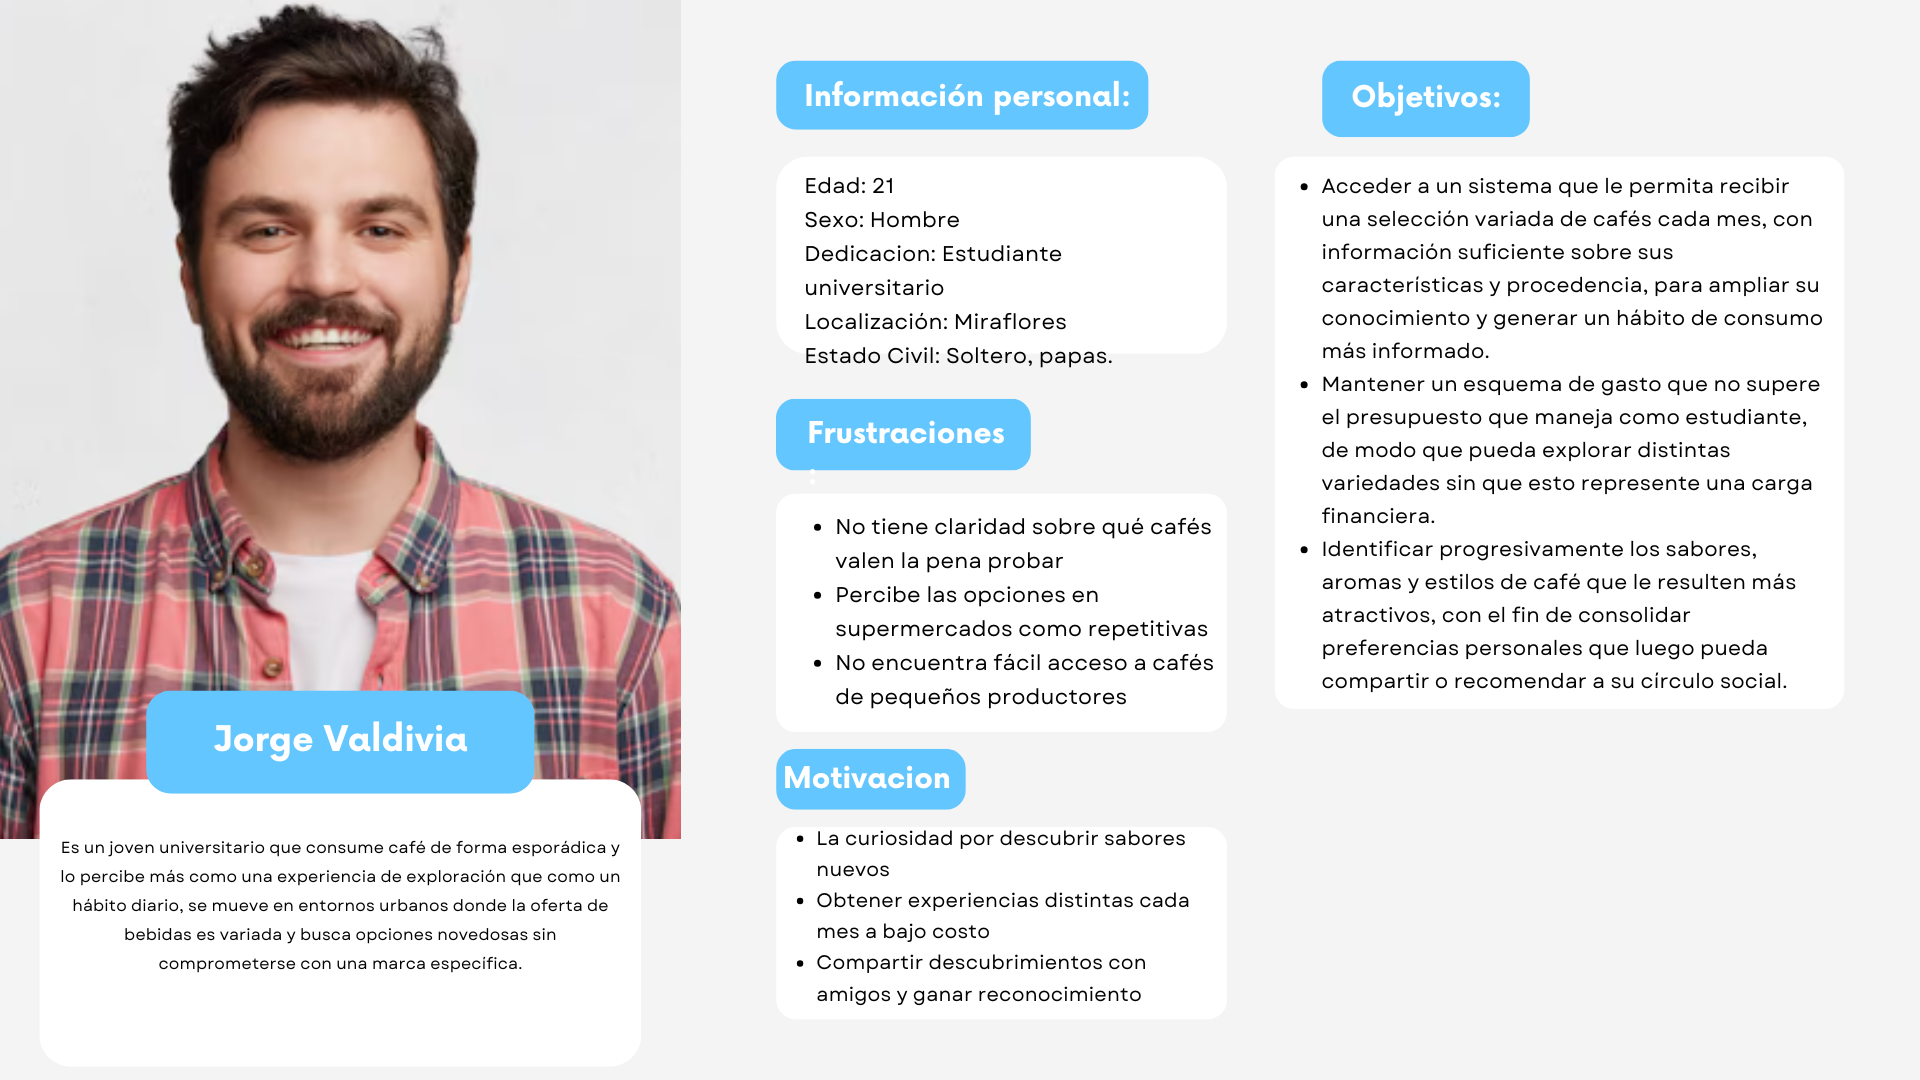 Jorge Valdivia
Es un joven universitario que consume café de forma esporádica y
lo percibe más como una experiencia de exploración que como un
hábito diario, se mueve en entornos urbanos donde la oferta de
bebidas es variada y busca opciones novedosas sin
comprometerse con una marca específica.
Información personal:
Edad: 21
Sexo: Hombre
Dedicacion: Estudiante
universitario
Localización: Miraflores
Estado Civil: Soltero, papas.
Frustraciones
:
• No tiene claridad sobre qué cafés
valen la pena probar
• Percibe las opciones en
supermercados como repetitivas
• No encuentra fácil acceso a cafés
de pequeños productores
Motivacion
• La curiosidad por descubrir sabores
nuevos
• Obtener experiencias distintas cada
mes a bajo costo
• Compartir descubrimientos con
amigos y ganar reconocimiento
Objetivos:
• Acceder a un sistema que le permita recibir
una selección variada de cafés cada mes, con
información suficiente sobre sus
características y procedencia, para ampliar su
conocimiento y generar un hábito de consumo
más informado.
• Mantener un esquema de gasto que no supere
el presupuesto que maneja como estudiante,
de modo que pueda explorar distintas
variedades sin que esto represente una carga
financiera.
• Identificar progresivamente los sabores,
aromas y estilos de café que le resulten más
atractivos, con el fin de consolidar
preferencias personales que luego pueda
compartir o recomendar a su círculo social.